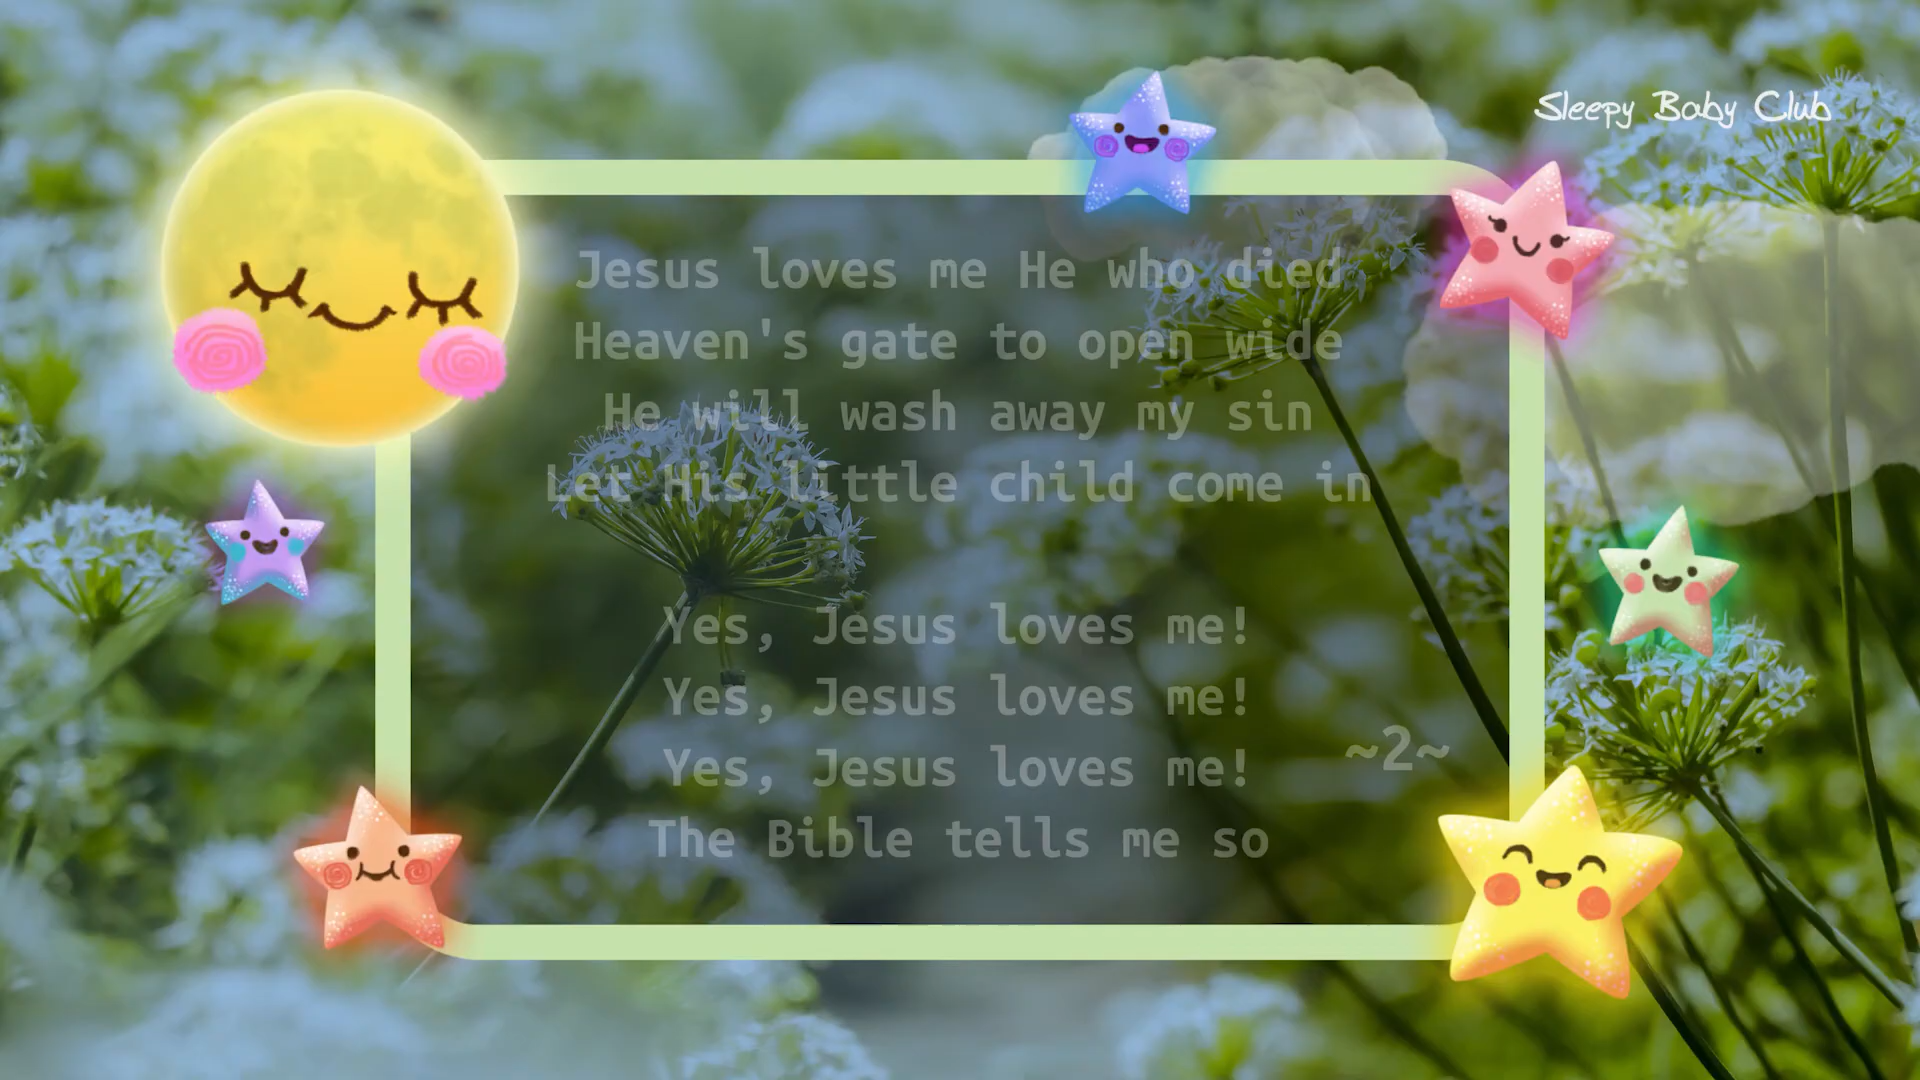 Sleepy Baby Club
Jesus loves me He who died
Heaven's gate to open wide
He will wash away my sin
Let His little child come in
Yes, Jesus loves me!
Yes, Jesus loves me!
Yes, Jesus loves me!
~2~
The Bible tells me so